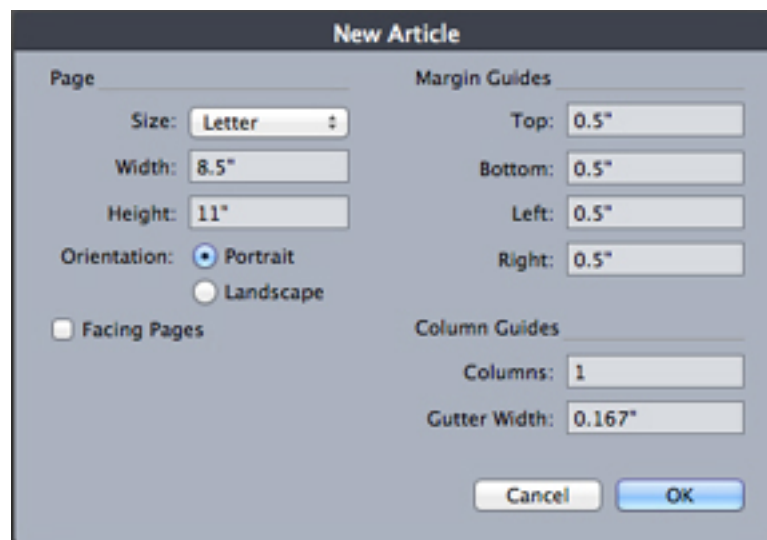 New Article
Page
Size: Letter
Width: 8.5"
Height: 11"
Orientation: Portrait
Landscape
Facing Pages
Margin Guides
Top: 0.5"
Bottom: 0.5"
Left: 0.5"
Right: 0.5"
Column Guides
Columns: 1
Gutter Width: 0.167"
Cancel
OK